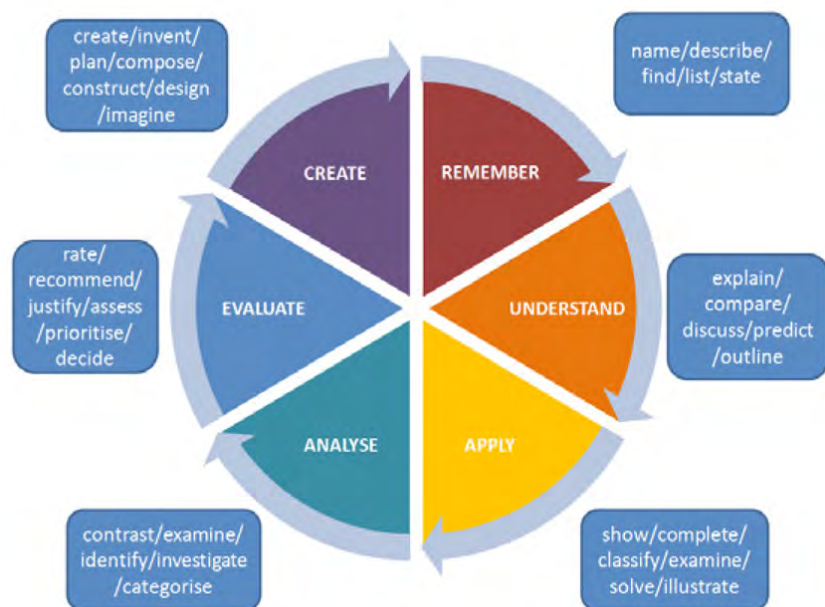 create/invent/
plan/compose/
construct/design
/imagine
name/describe/
find/list/state
CREATE
REMEMBER
rate/
recommend/
justify/assess
/prioritise/
decide
EVALUATE
UNDERSTAND
explain/
compare/
discuss/predict
/outline
ANALYSE
APPLY
contrast/examine/
identify/investigate
/categorise
show/complete/
classify/examine/
solve/illustrate